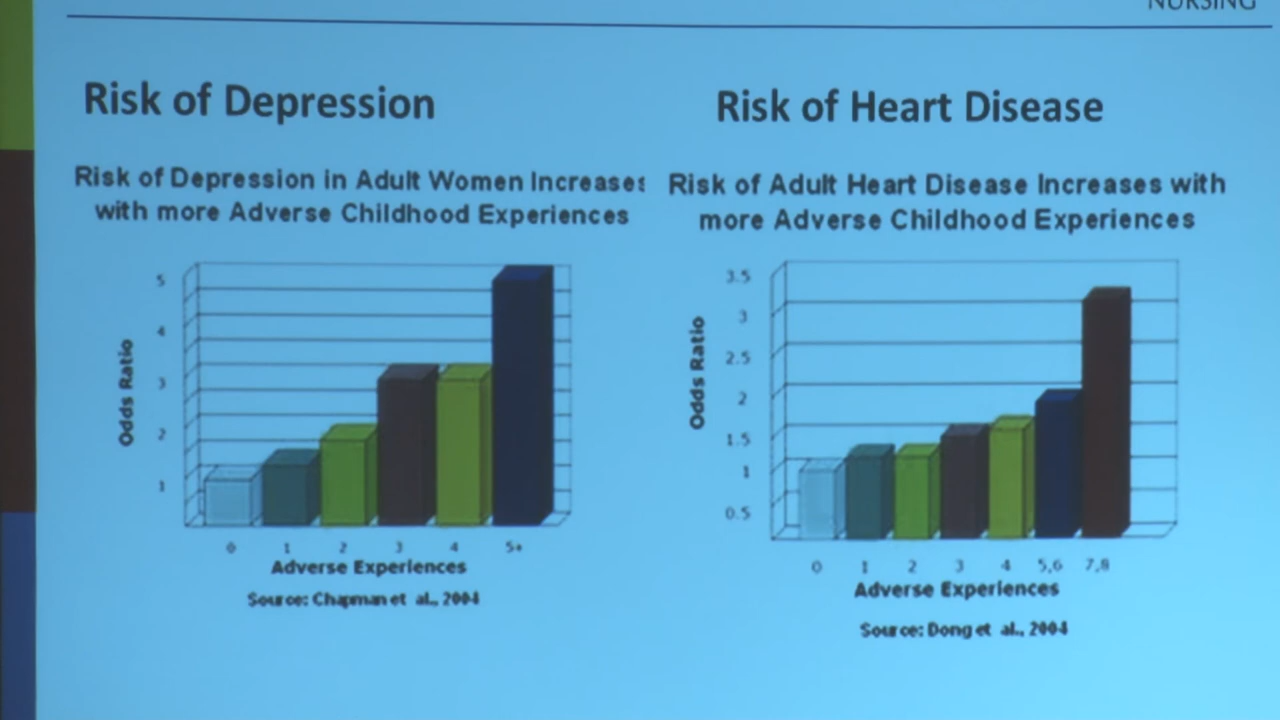 NURSING
Risk of Depression
Risk of Depression in Adult Women Increases
with more Adverse Childhood Experiences
5
4
3
2
1
Odds Ratio
0 1 2 3 4 5+
Adverse Experiences
Source: Chapman et al., 2004
Risk of Heart Disease
Risk of Adult Heart Disease Increases with
more Adverse Childhood Experiences
3.5
3
2.5
2
1.5
1
0.5
Odds Ratio
0 1 2 3 4 5,6 7,8
Adverse Experiences
Source: Dong et al., 2004